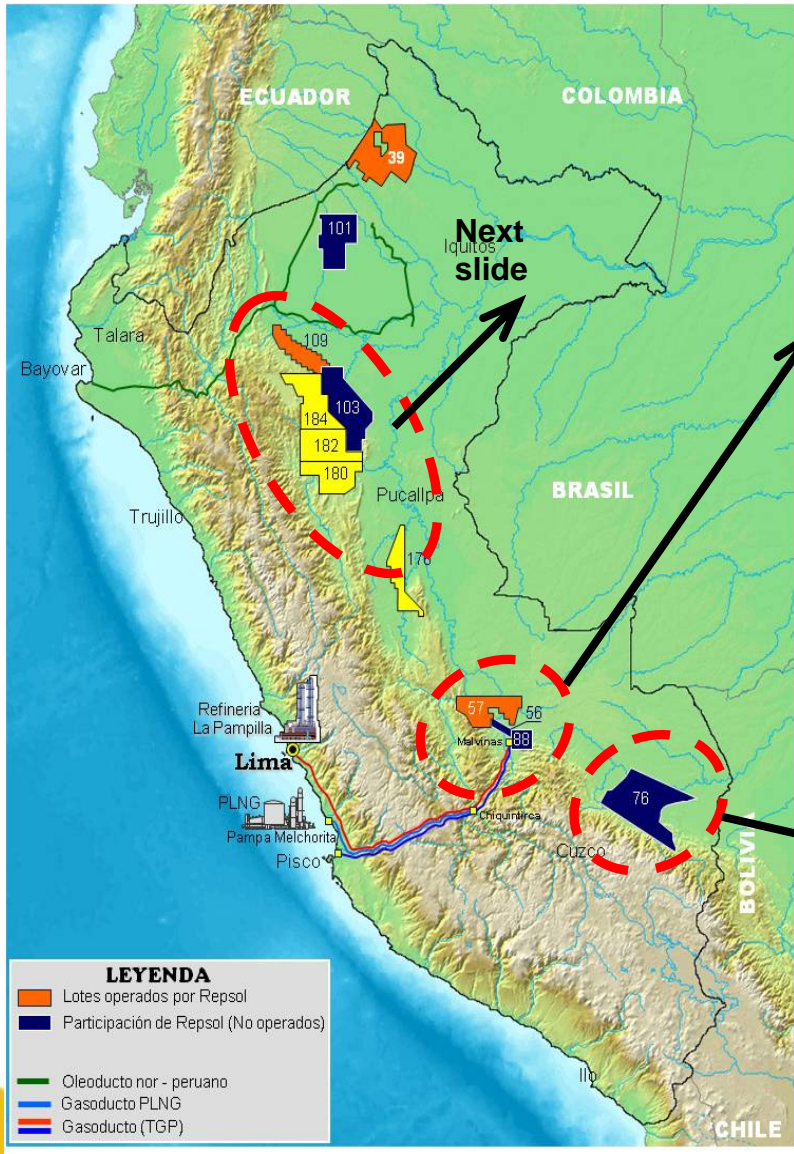 ECUADOR
COLOMBIA
39
101
Next
slide
Iquitos
Talara
109
Bayovar
103
184
182
180
Pucallpa
BRASIL
Trujillo
176
57
56
Refineria
La Pampilla
Malvinas
88
Lima
76
PLNG
Chiquintirca
Pampa Melchorita
Cuzco
Pisco
BOLIVIA
LEYENDA
Lotes operados por Repsol
Participación de Repsol (No operados)
Oleoducto nor - peruano
Gasoducto PLNG
Gasoducto (TGP)
Ilo
CHILE